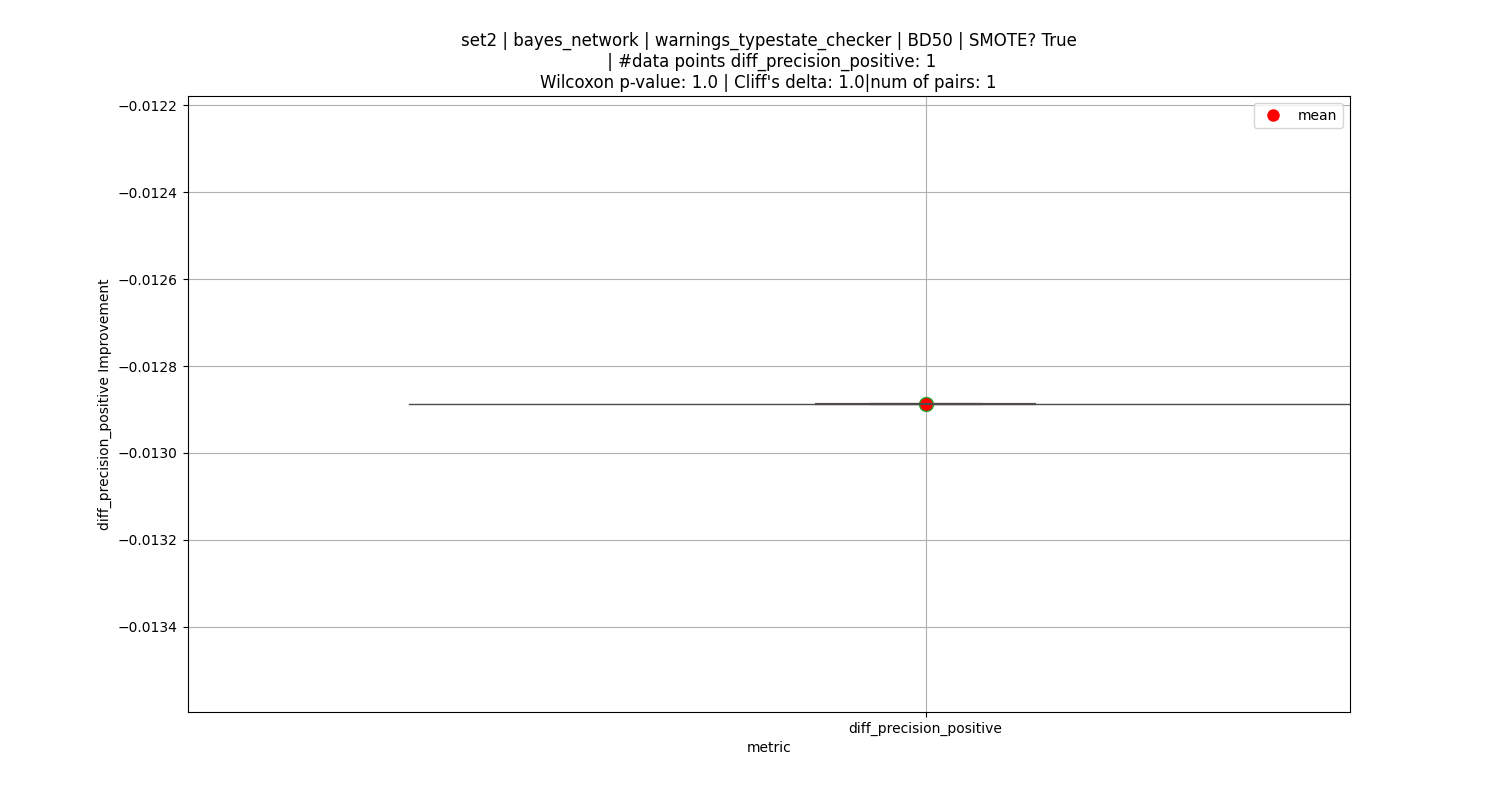 set2 | bayes_network | warnings_typestate_checker | BD50 | SMOTE? True
| #data points diff_precision_positive: 1
Wilcoxon p-value: 1.0 | Cliff's delta: 1.0|num of pairs: 1
mean
−0.0122
−0.0124
−0.0126
−0.0128
−0.0130
−0.0132
−0.0134
diff_precision_positive Improvement
diff_precision_positive
metric